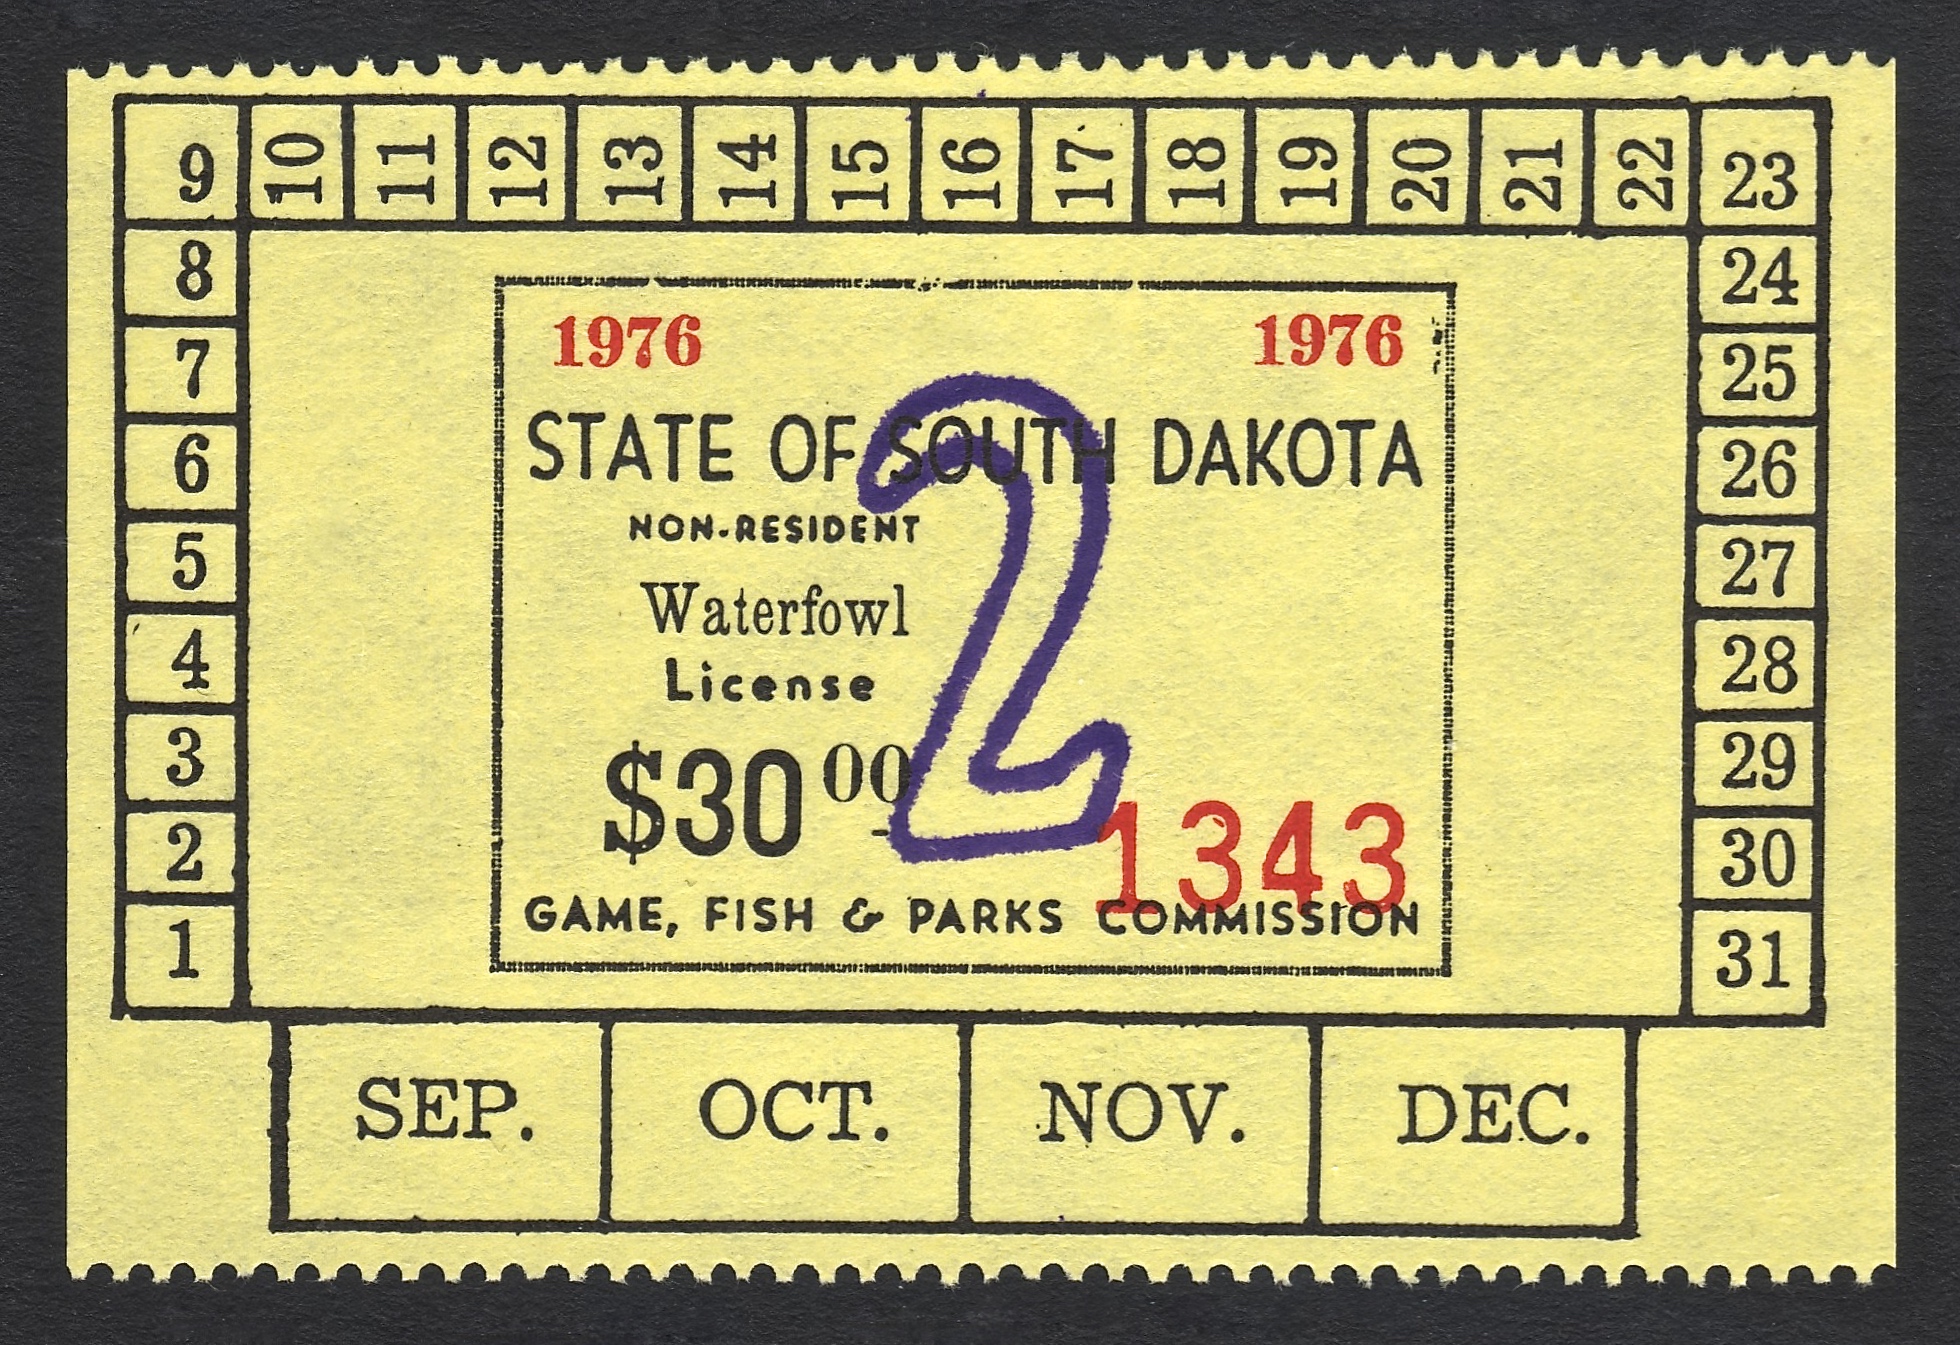 9 10 11 12 13 14 15 16 17 18 19 20 21 22 23
8 24
7 25
6 26
5 27
4 28
3 29
2 30
1 31
1976 1976
STATE OF SOUTH DAKOTA
NON-RESIDENT
Waterfowl
License
$30 00
2
1343
GAME, FISH & PARKS COMMISSION
SEP. OCT. NOV. DEC.